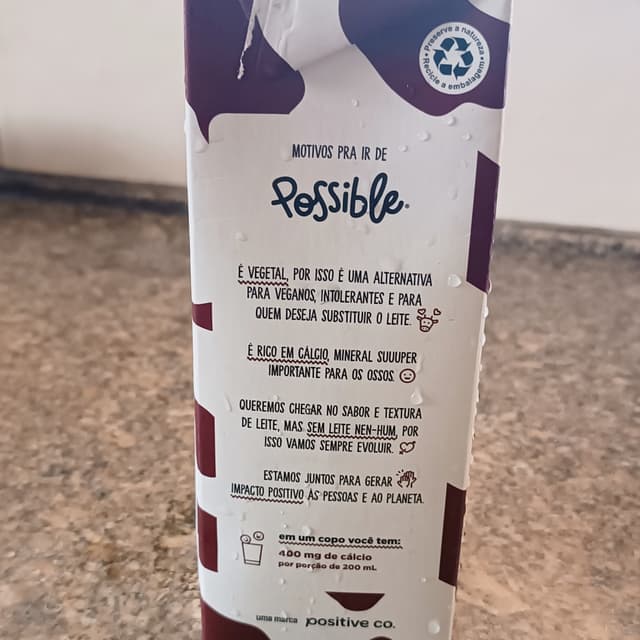 Preserve a natureza
Recicle a embalagem
MOTIVOS PRA IR DE
Possible®
É VEGETAL, POR ISSO É UMA ALTERNATIVA
PARA VEGANOS, INTOLERANTES E PARA
QUEM DESEJA SUBSTITUIR O LEITE.
É RICO EM CÁLCIO, MINERAL SUUUPER
IMPORTANTE PARA OS OSSOS.
QUEREMOS CHEGAR NO SABOR E TEXTURA
DE LEITE, MAS SEM LEITE NEN-HUM, POR
ISSO VAMOS SEMPRE EVOLUIR.
ESTAMOS JUNTOS PARA GERAR
IMPACTO POSITIVO ÀS PESSOAS E AO PLANETA.
em um copo você tem:
400 mg de cálcio
por porção de 200 mL
uma marca positive co.